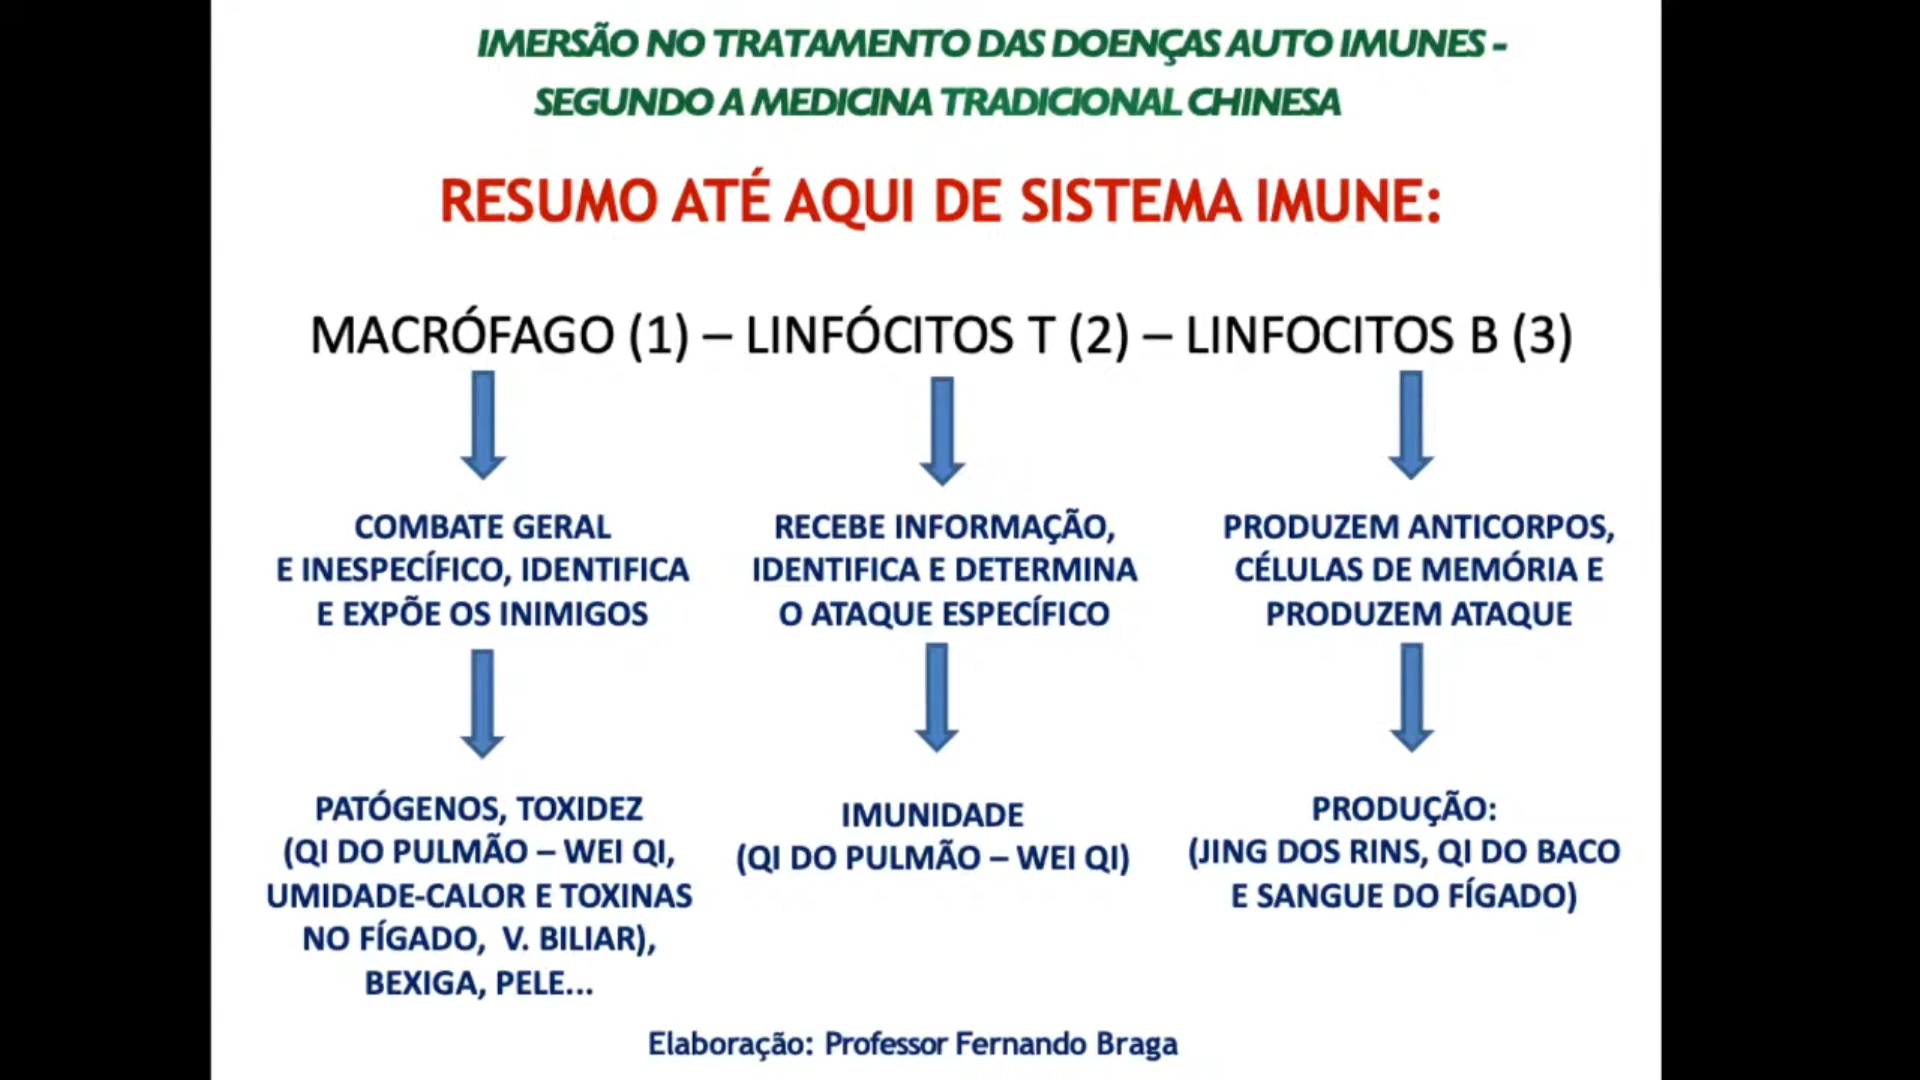 IMERSÃO NO TRATAMENTO DAS DOENÇAS AUTO IMUNES -
SEGUNDO A MEDICINA TRADICIONAL CHINESA
RESUMO ATÉ AQUI DE SISTEMA IMUNE:
MACRÓFAGO (1) – LINFÓCITOS T (2) – LINFOCITOS B (3)
COMBATE GERAL
E INESPECÍFICO, IDENTIFICA
E EXPÕE OS INIMIGOS
RECEBE INFORMAÇÃO,
IDENTIFICA E DETERMINA
O ATAQUE ESPECÍFICO
PRODUZEM ANTICORPOS,
CÉLULAS DE MEMÓRIA E
PRODUZEM ATAQUE
PATÓGENOS, TOXIDEZ
(QI DO PULMÃO – WEI QI,
UMIDADE-CALOR E TOXINAS
NO FÍGADO, V. BILIAR),
BEXIGA, PELE...
IMUNIDADE
(QI DO PULMÃO – WEI QI)
PRODUÇÃO:
(JING DOS RINS, QI DO BACO
E SANGUE DO FÍGADO)
Elaboração: Professor Fernando Braga